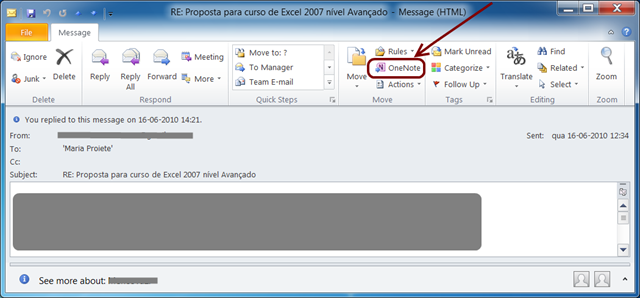 RE: Proposta para curso de Excel 2007 nível Avançado - Message (HTML)
File Message
Ignore
Junk
Delete
Delete
Reply
Reply All
Forward
Meeting
More
Respond
Move to: ?
To Manager
Team E-mail
Quick Steps
Move
Rules
OneNote
Actions
Move
Mark Unread
Categorize
Follow Up
Tags
Translate
Find
Related
Select
Editing
Zoom
Zoom
You replied to this message on 16-06-2010 14:21.
From:
Sent: qua 16-06-2010 12:34
To: 'Maria Proiete'
Cc:
Subject: RE: Proposta para curso de Excel 2007 nível Avançado
See more about: